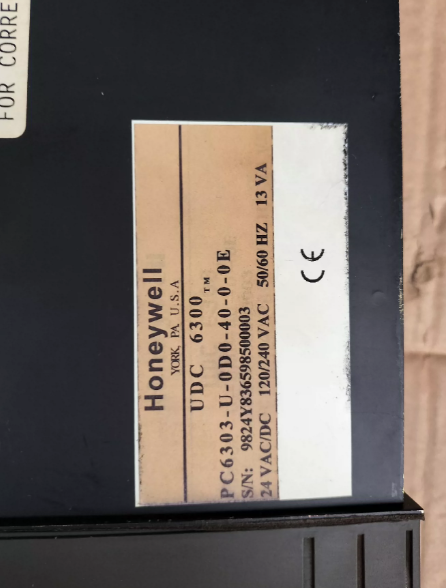 FOR CORRE
Honeywell
YORK, PA U.S.A
UDC 6300™
PC6303-U-0D0-40-0-0E
S/N: 9824Y836598500003
24 VAC/DC 120/240 VAC 50/60 HZ 13 VA
CE